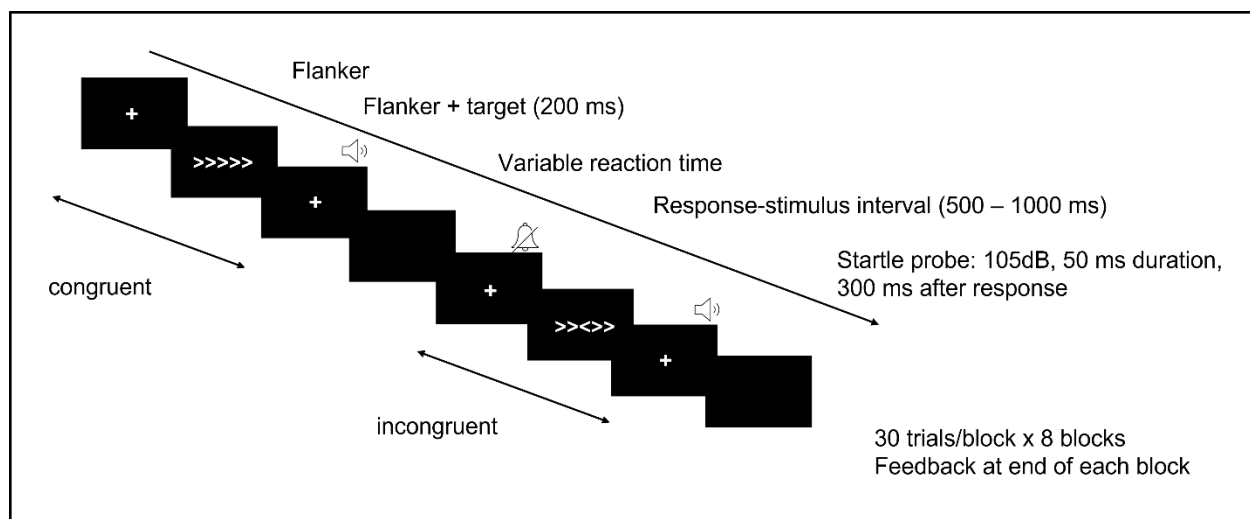 Flanker
Flanker + target (200 ms)
Variable reaction time
Response-stimulus interval (500 – 1000 ms)
Startle probe: 105dB, 50 ms duration,
300 ms after response
+
>>>>>
+
+
>><>>
+
congruent
incongruent
30 trials/block x 8 blocks
Feedback at end of each block